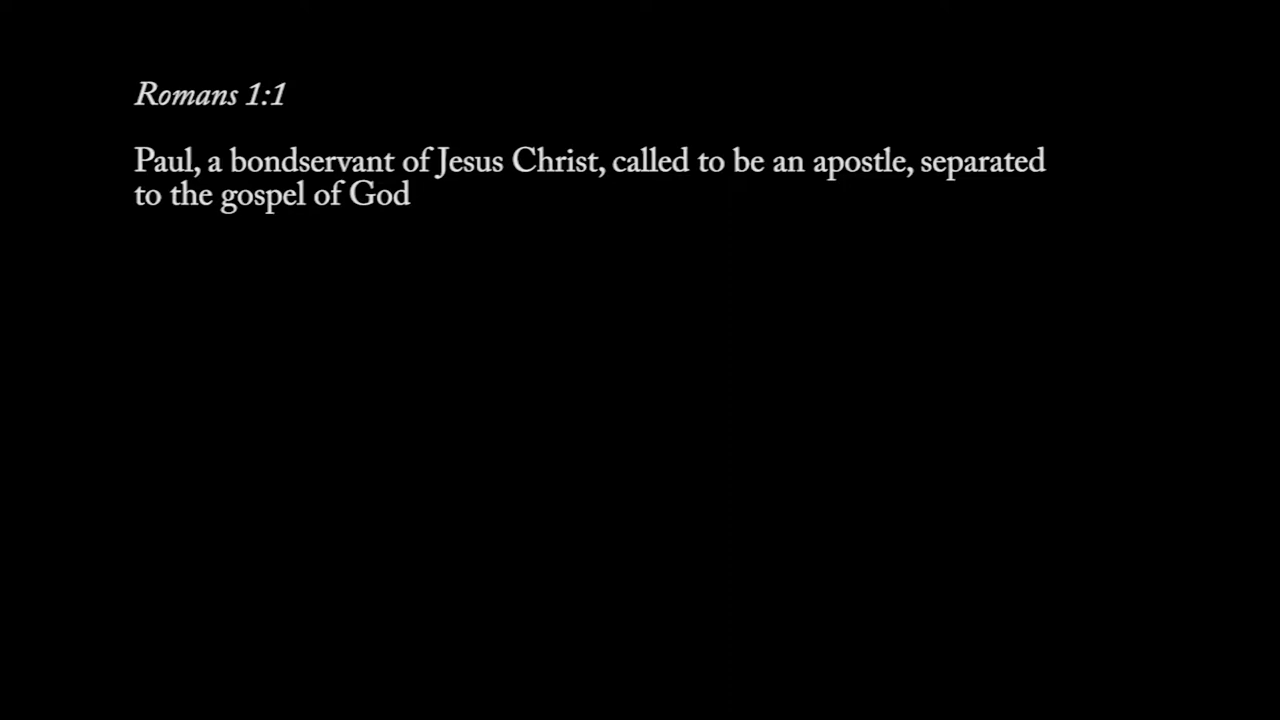 Romans 1:1
Paul, a bondservant of Jesus Christ, called to be an apostle, separated
to the gospel of God